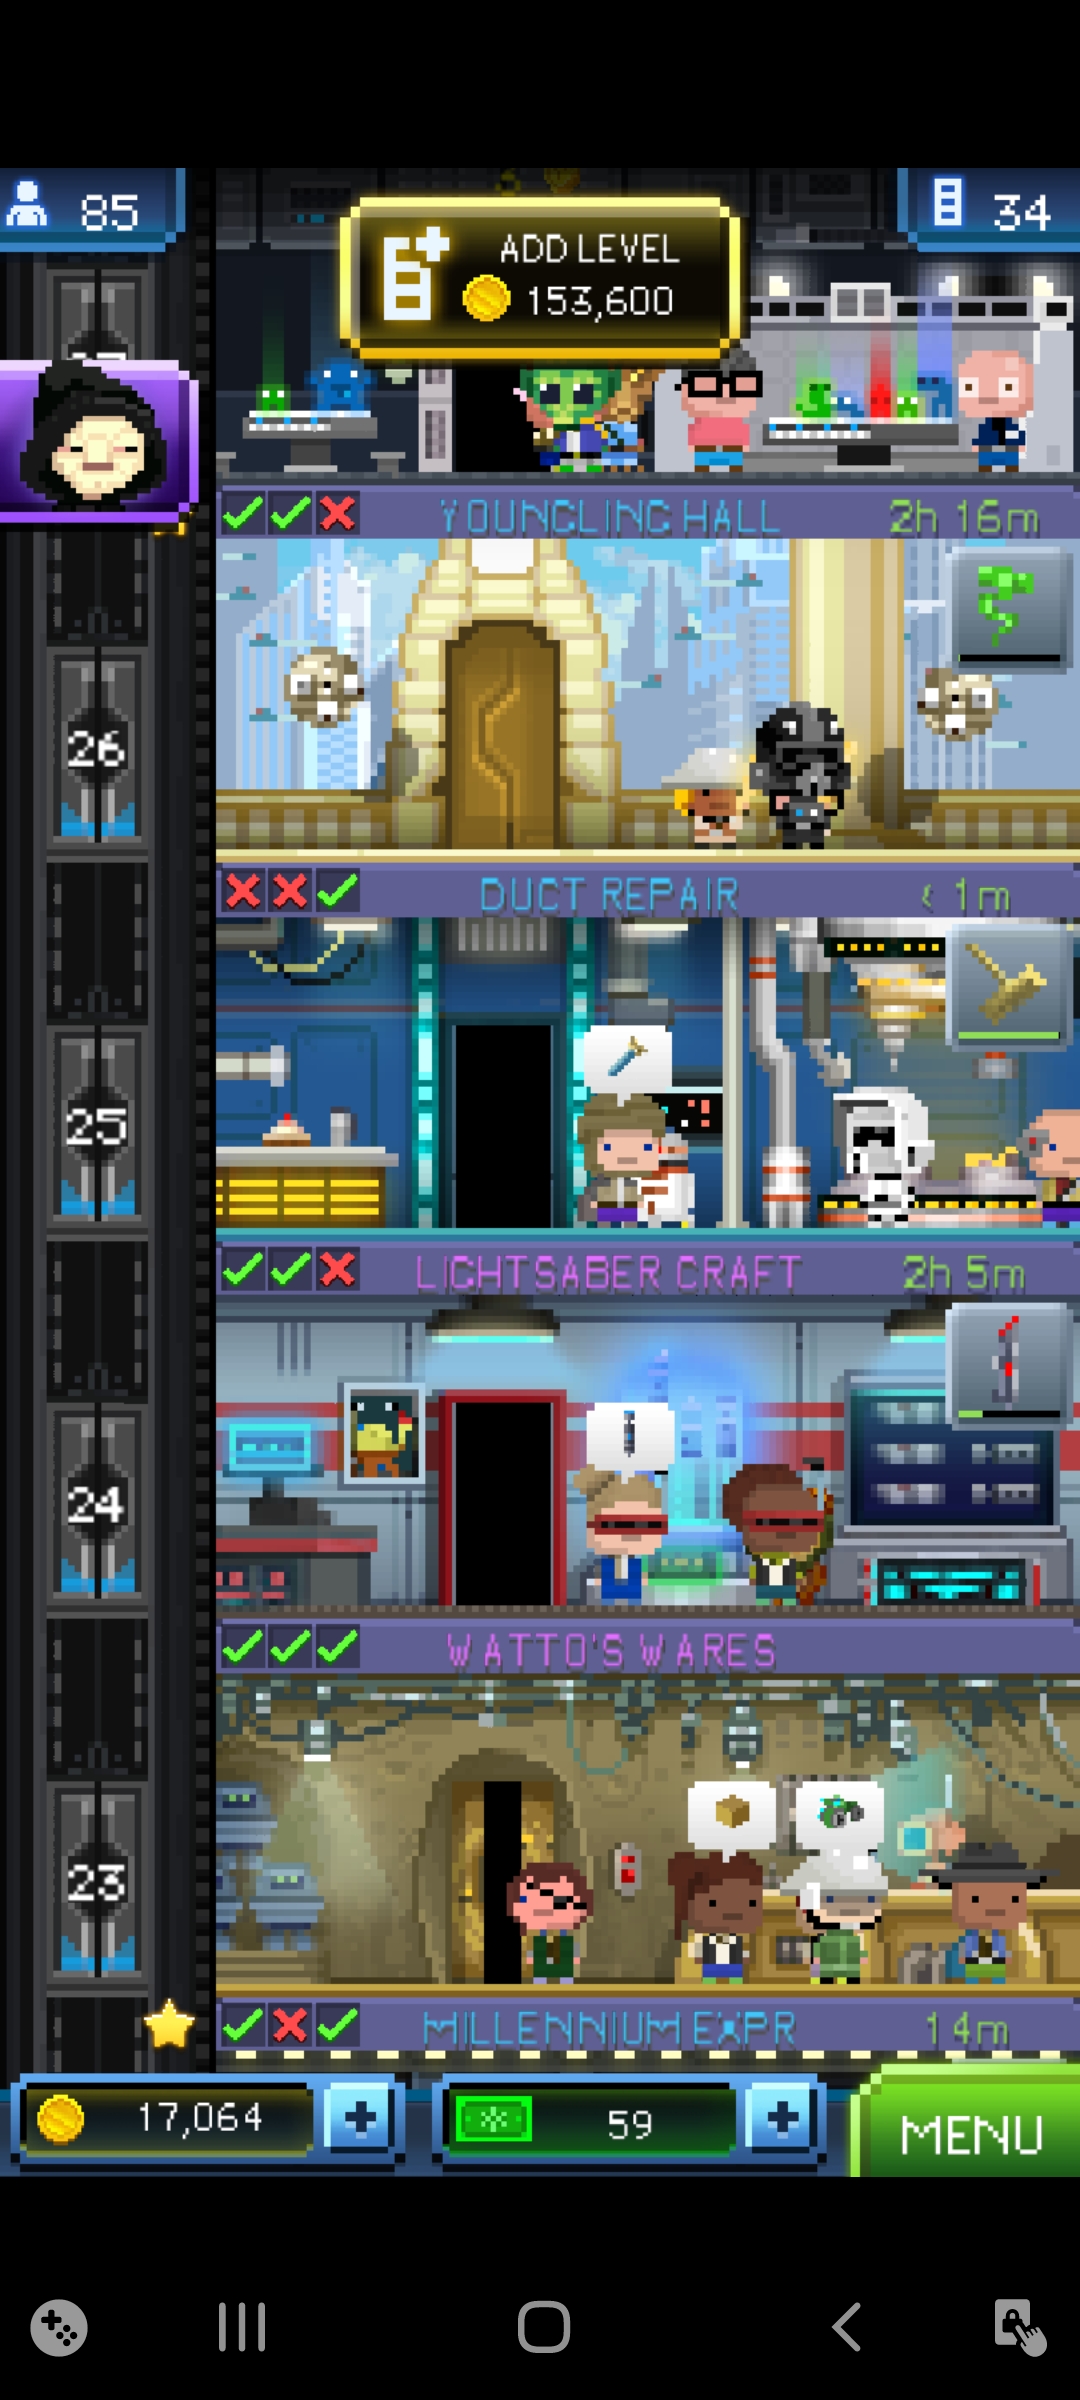 85
ADD LEVEL
153,600
34
YOUNGLING HALL
2h 16m
26
DUCT REPAIR
< 1m
25
LIGHTSABER CRAFT
2h 5m
24
WATTO'S WARES
23
MILLENNIUM EXPR
14m
17,064
59
MENU